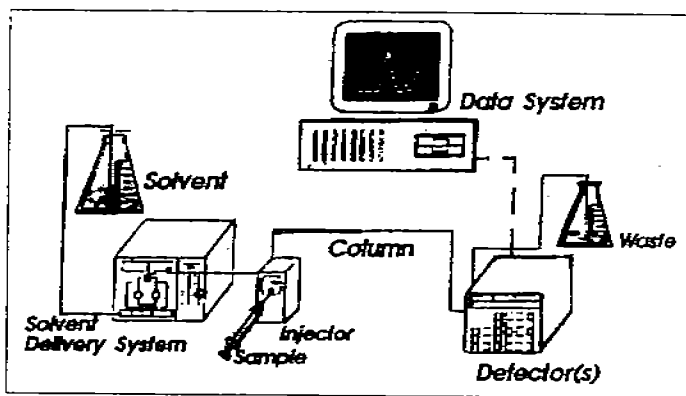 Data System
Solvent
Waste
Column
Solvent
Delivery System
Injector
Sample
Detector(s)